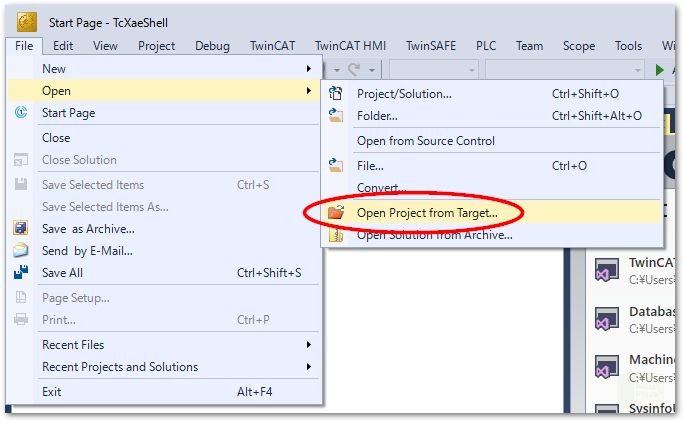 Start Page - TcXaeShell
File Edit View Project Debug TwinCAT TwinCAT HMI TwinSAFE PLC Team Scope Tools Wi
New
Open
Start Page
Close
Close Solution
Save Selected Items Ctrl+S
Save Selected Items As...
Save as Archive...
Send by E-Mail...
Save All Ctrl+Shift+S
Page Setup...
Print... Ctrl+P
Recent Files
Recent Projects and Solutions
Exit Alt+F4
Project/Solution... Ctrl+Shift+O
Folder... Ctrl+Shift+Alt+O
Open from Source Control
File... Ctrl+O
Convert...
Open Project from Target...
Open Solution from Archive...
TwinCAT
C:¥Users¥
Databas
C:¥Users¥
Machine
C:¥Users¥
SysinfoU